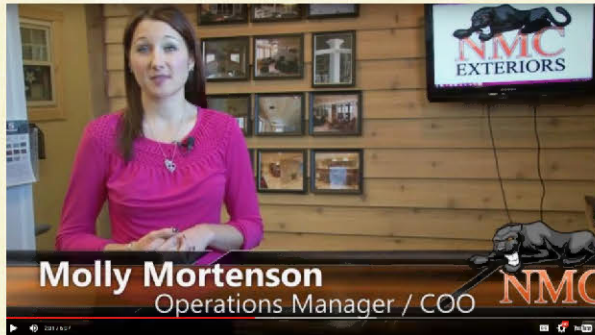 NMC
EXTERIORS
Molly Mortenson
Operations Manager / COO
NMC